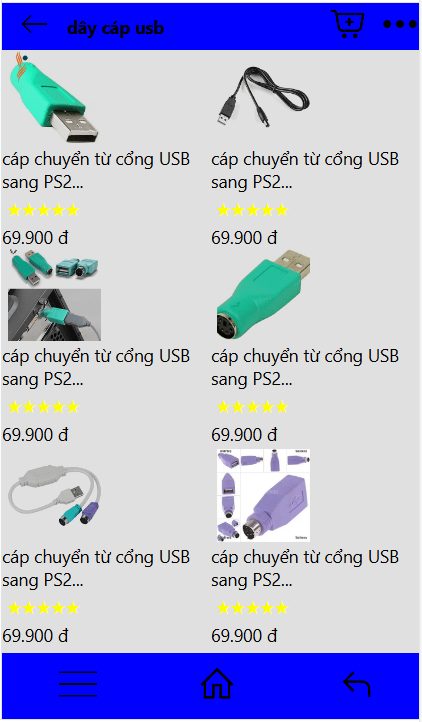 dây cáp usb
cáp chuyển từ cổng USB
sang PS2...
69.900 đ
cáp chuyển từ cổng USB
sang PS2...
69.900 đ
cáp chuyển từ cổng USB
sang PS2...
69.900 đ
cáp chuyển từ cổng USB
sang PS2...
69.900 đ
cáp chuyển từ cổng USB
sang PS2...
69.900 đ
cáp chuyển từ cổng USB
sang PS2...
69.900 đ